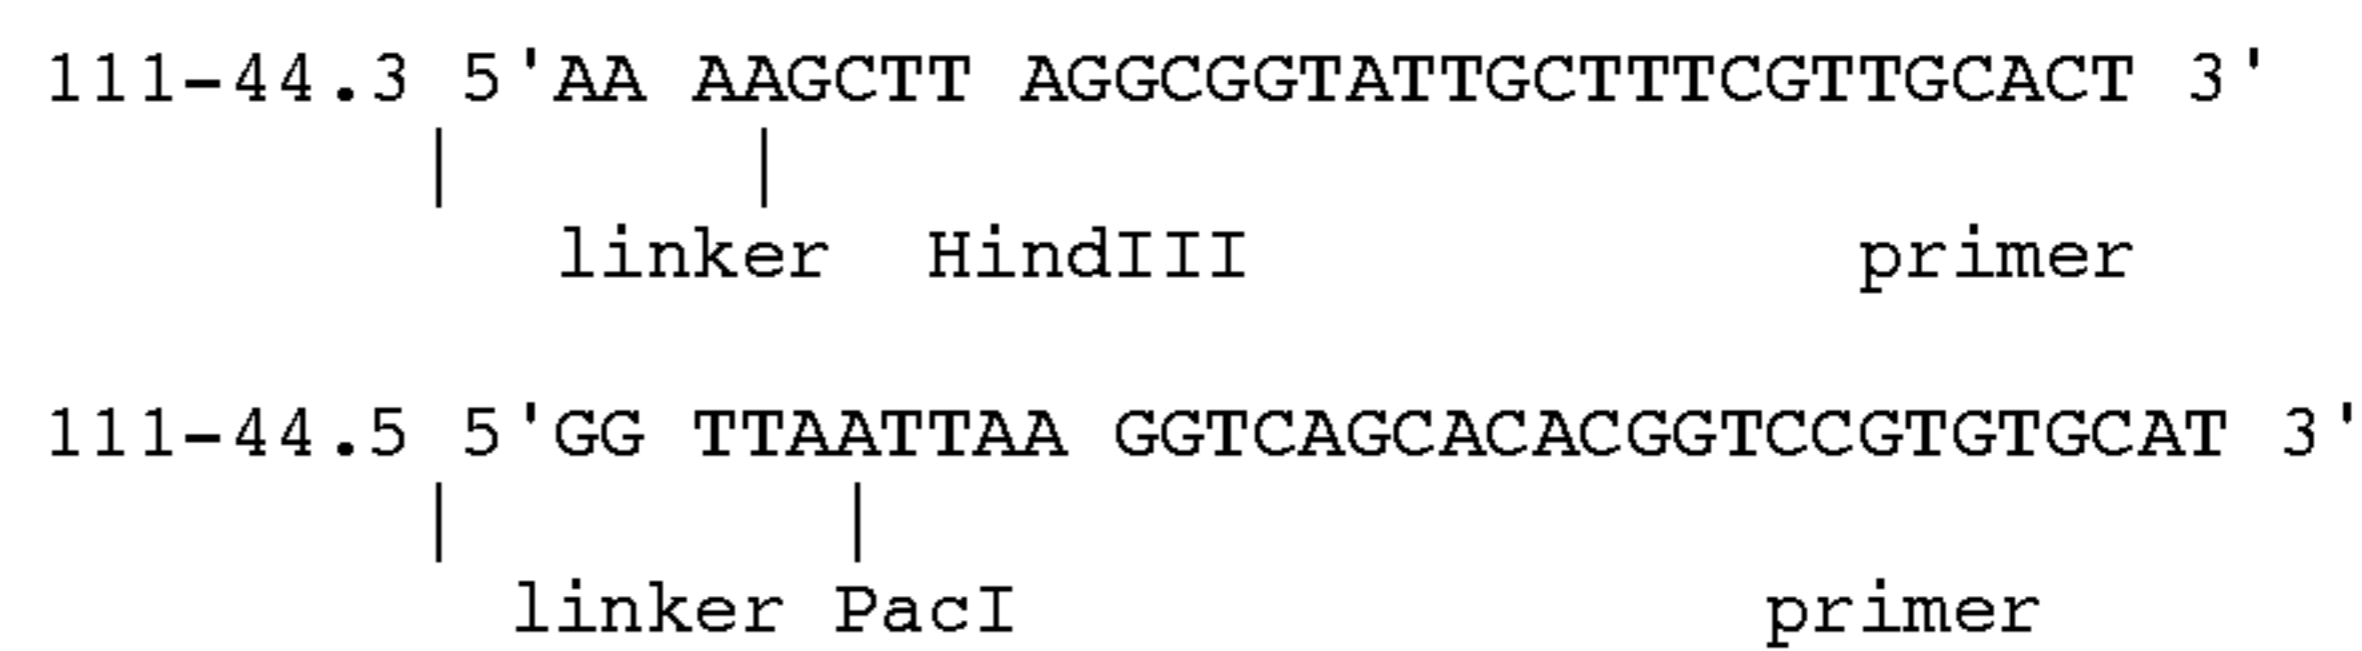 111-44.3 5'AA AAGCTT AGGCGGTATTGCTTTCGTTGCACT 3'
| |
linker HindIII primer
111-44.5 5'GG TTAATTAA GGTCAGCACACGGTCCGTGTGCAT 3'
| |
linker PacI primer